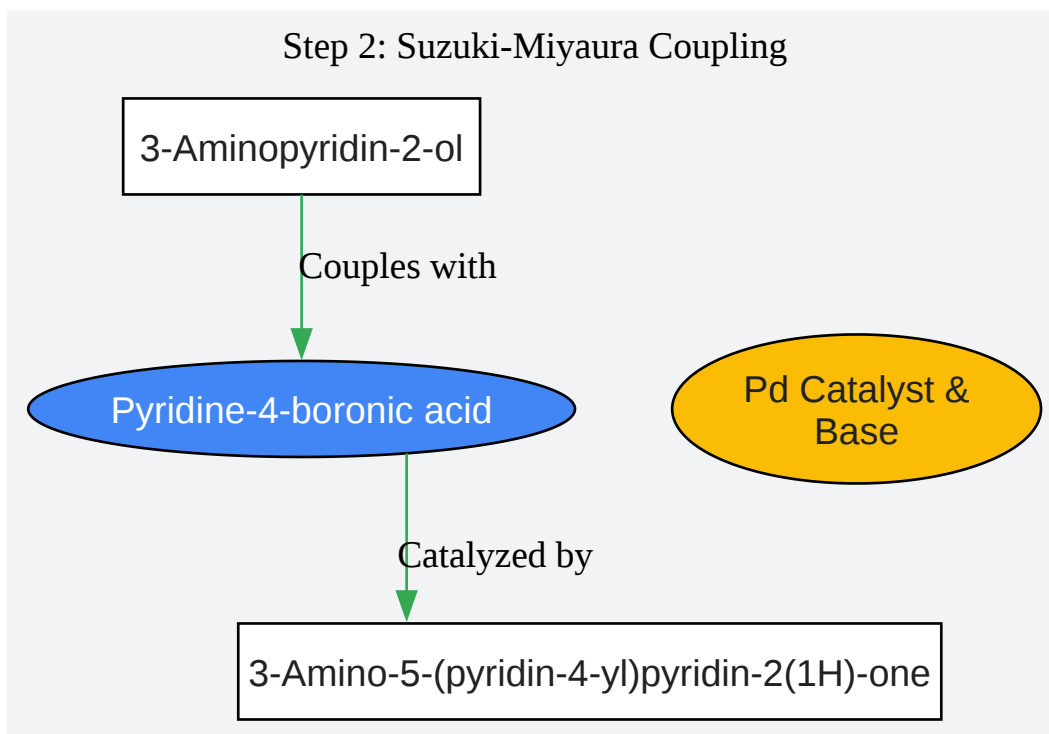 Step 2: Suzuki-Miyaura Coupling
3-Aminopyridin-2-ol
Couples with
Pyridine-4-boronic acid
Pd Catalyst &
Base
Catalyzed by
3-Amino-5-(pyridin-4-yl)pyridin-2(1H)-one